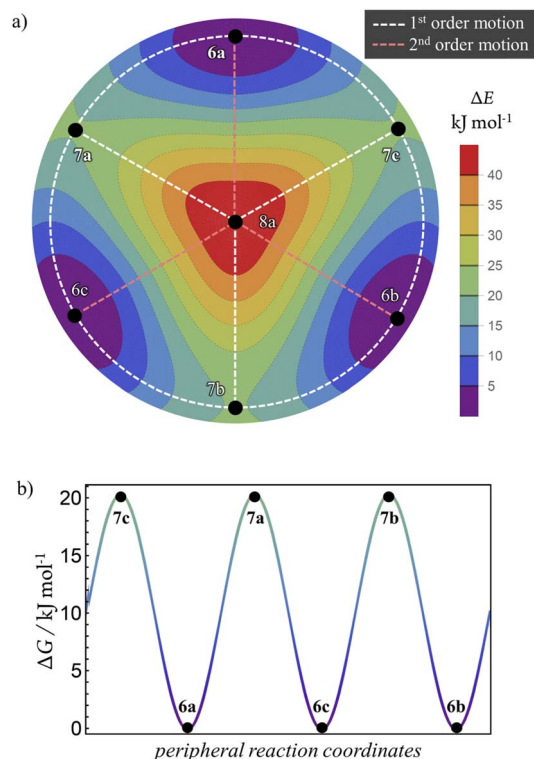 a)
1st order motion
2nd order motion
6a
7a
7c
8a
6c
6b
7b
ΔE
kJ mol-1
40
35
30
25
20
15
10
5
b)
20
15
10
5
0
ΔG / kJ mol-1
7c
7a
7b
6a
6c
6b
peripheral reaction coordinates